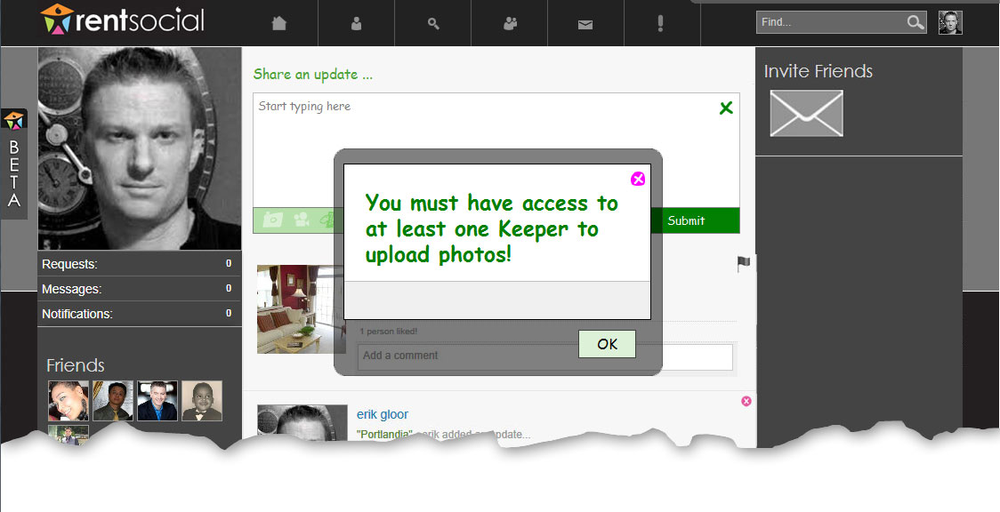 rentsocial
Find...
BETA
Share an update ...
Start typing here
Submit
Invite Friends
You must have access to
at least one Keeper to
upload photos!
OK
Requests: 0
Messages: 0
Notifications: 0
1 person liked!
Add a comment
Friends
erik gloor
"Portlandia" erik added an update...